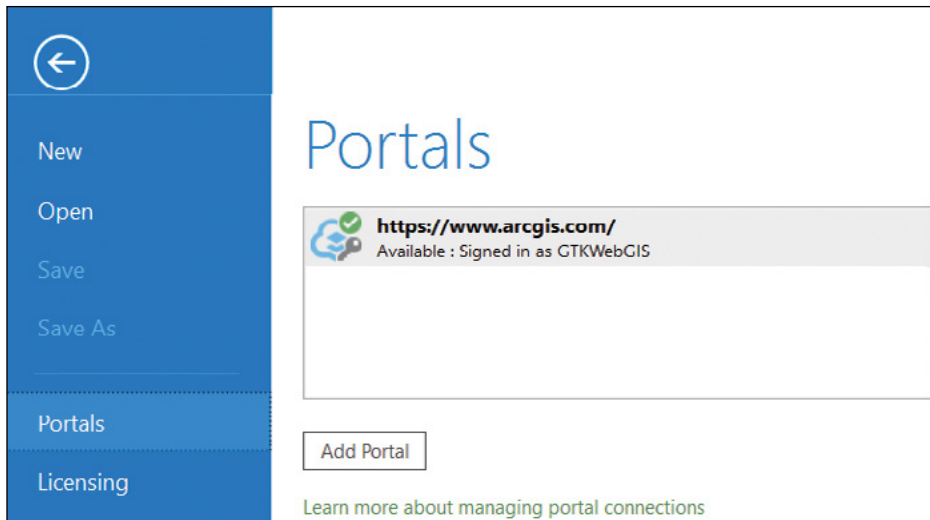 New
Open
Save
Save As
Portals
Licensing
Portals
https://www.arcgis.com/
Available : Signed in as GTKWebGIS
Add Portal
Learn more about managing portal connections